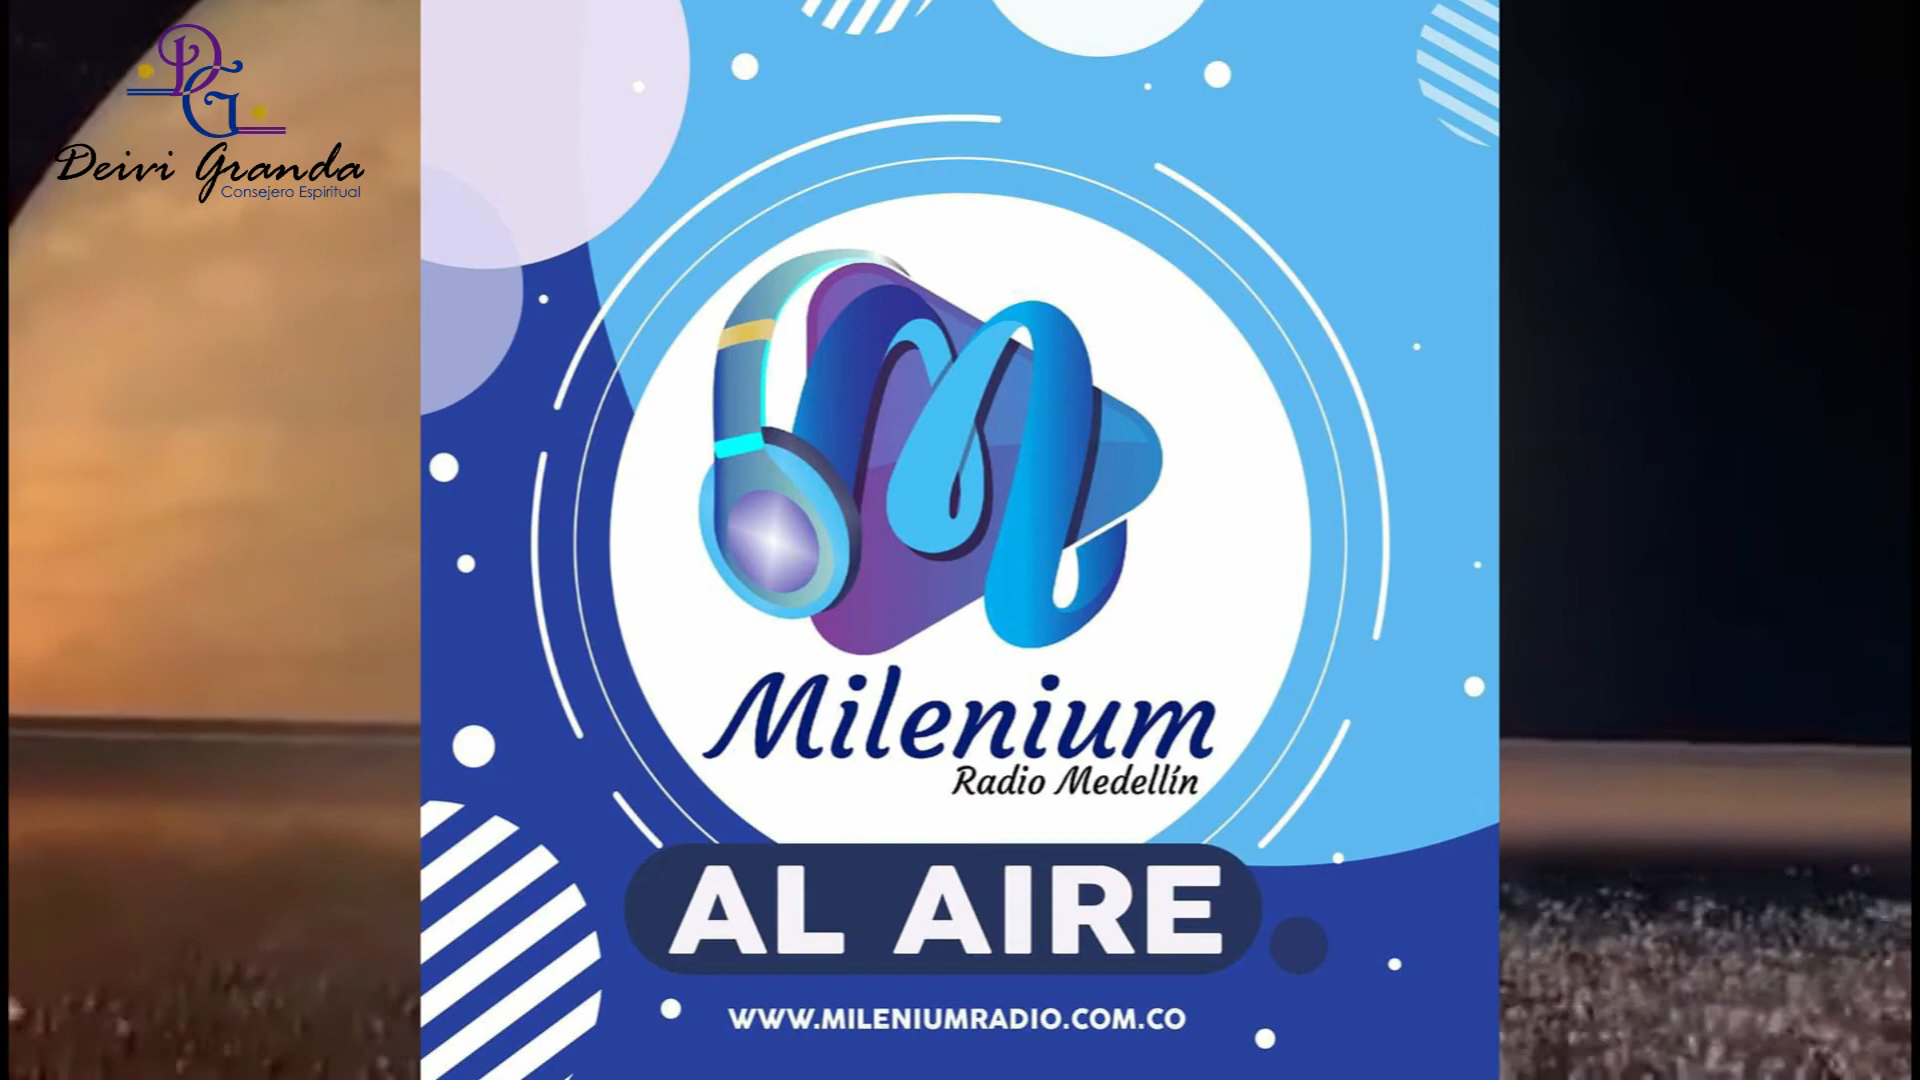 DG
Deivi Granda
Consejero Espiritual
Milenium
Radio Medellín
AL AIRE
WWW.MILENIUMRADIO.COM.CO